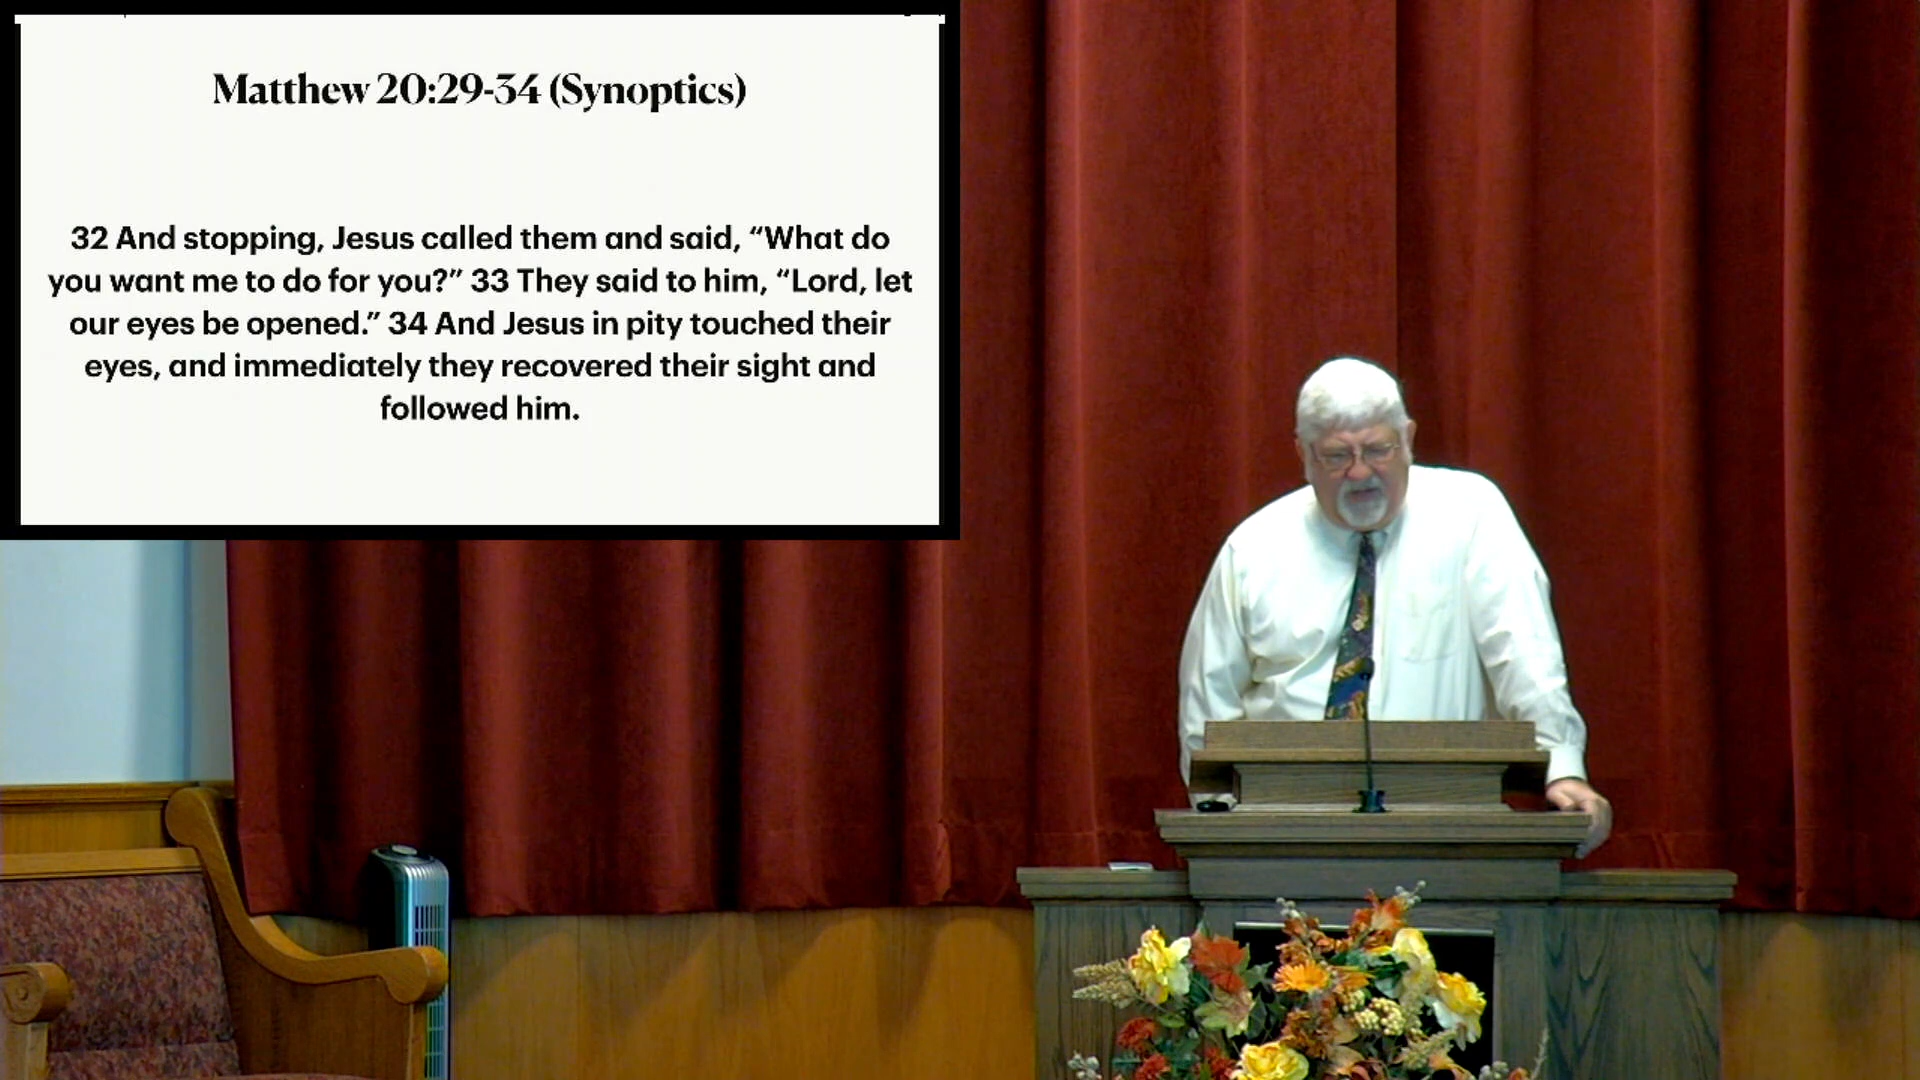 Matthew 20:29-34 (Synoptics)
32 And stopping, Jesus called them and said, “What do
you want me to do for you?” 33 They said to him, “Lord, let
our eyes be opened.” 34 And Jesus in pity touched their
eyes, and immediately they recovered their sight and
followed him.